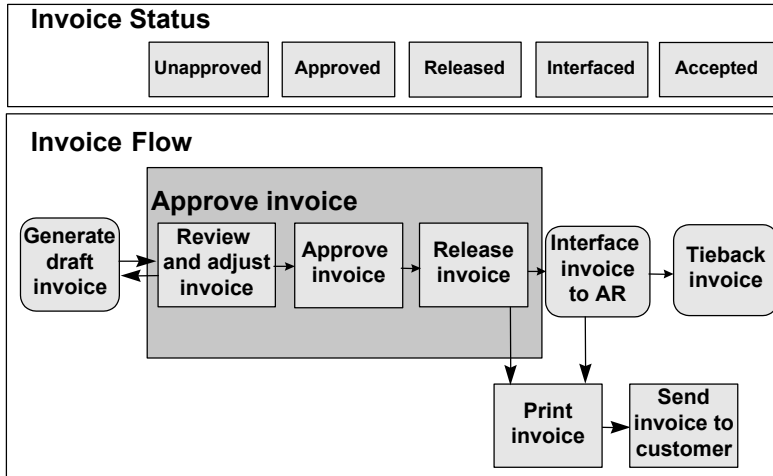 Invoice Status
Unapproved
Approved
Released
Interfaced
Accepted
Invoice Flow
Approve invoice
Generate
draft
invoice
Review
and adjust
invoice
Approve
invoice
Release
invoice
Interface
invoice
to AR
Tieback
invoice
Print
invoice
Send
invoice to
customer